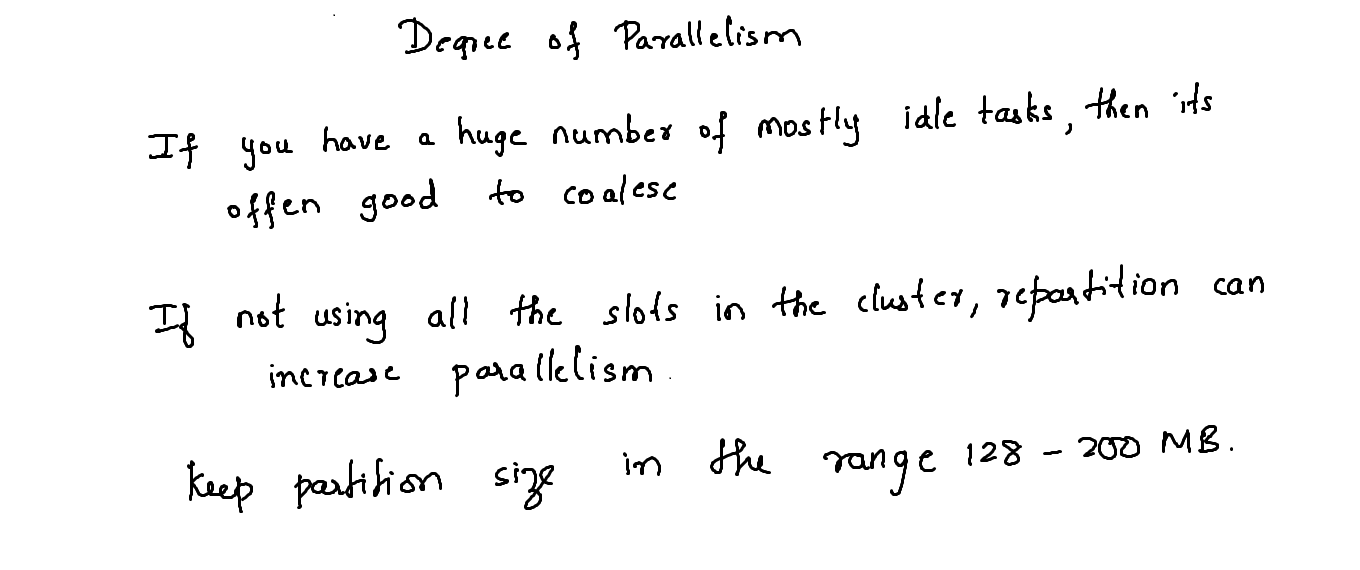 Degree of Parallelism
If you have a huge number of mostly idle tasks, then its
offen good to coalesc
If not using all the slots in the cluster, repartition can
increase parallelism.
Keep partition size in the range 128 - 200 MB.